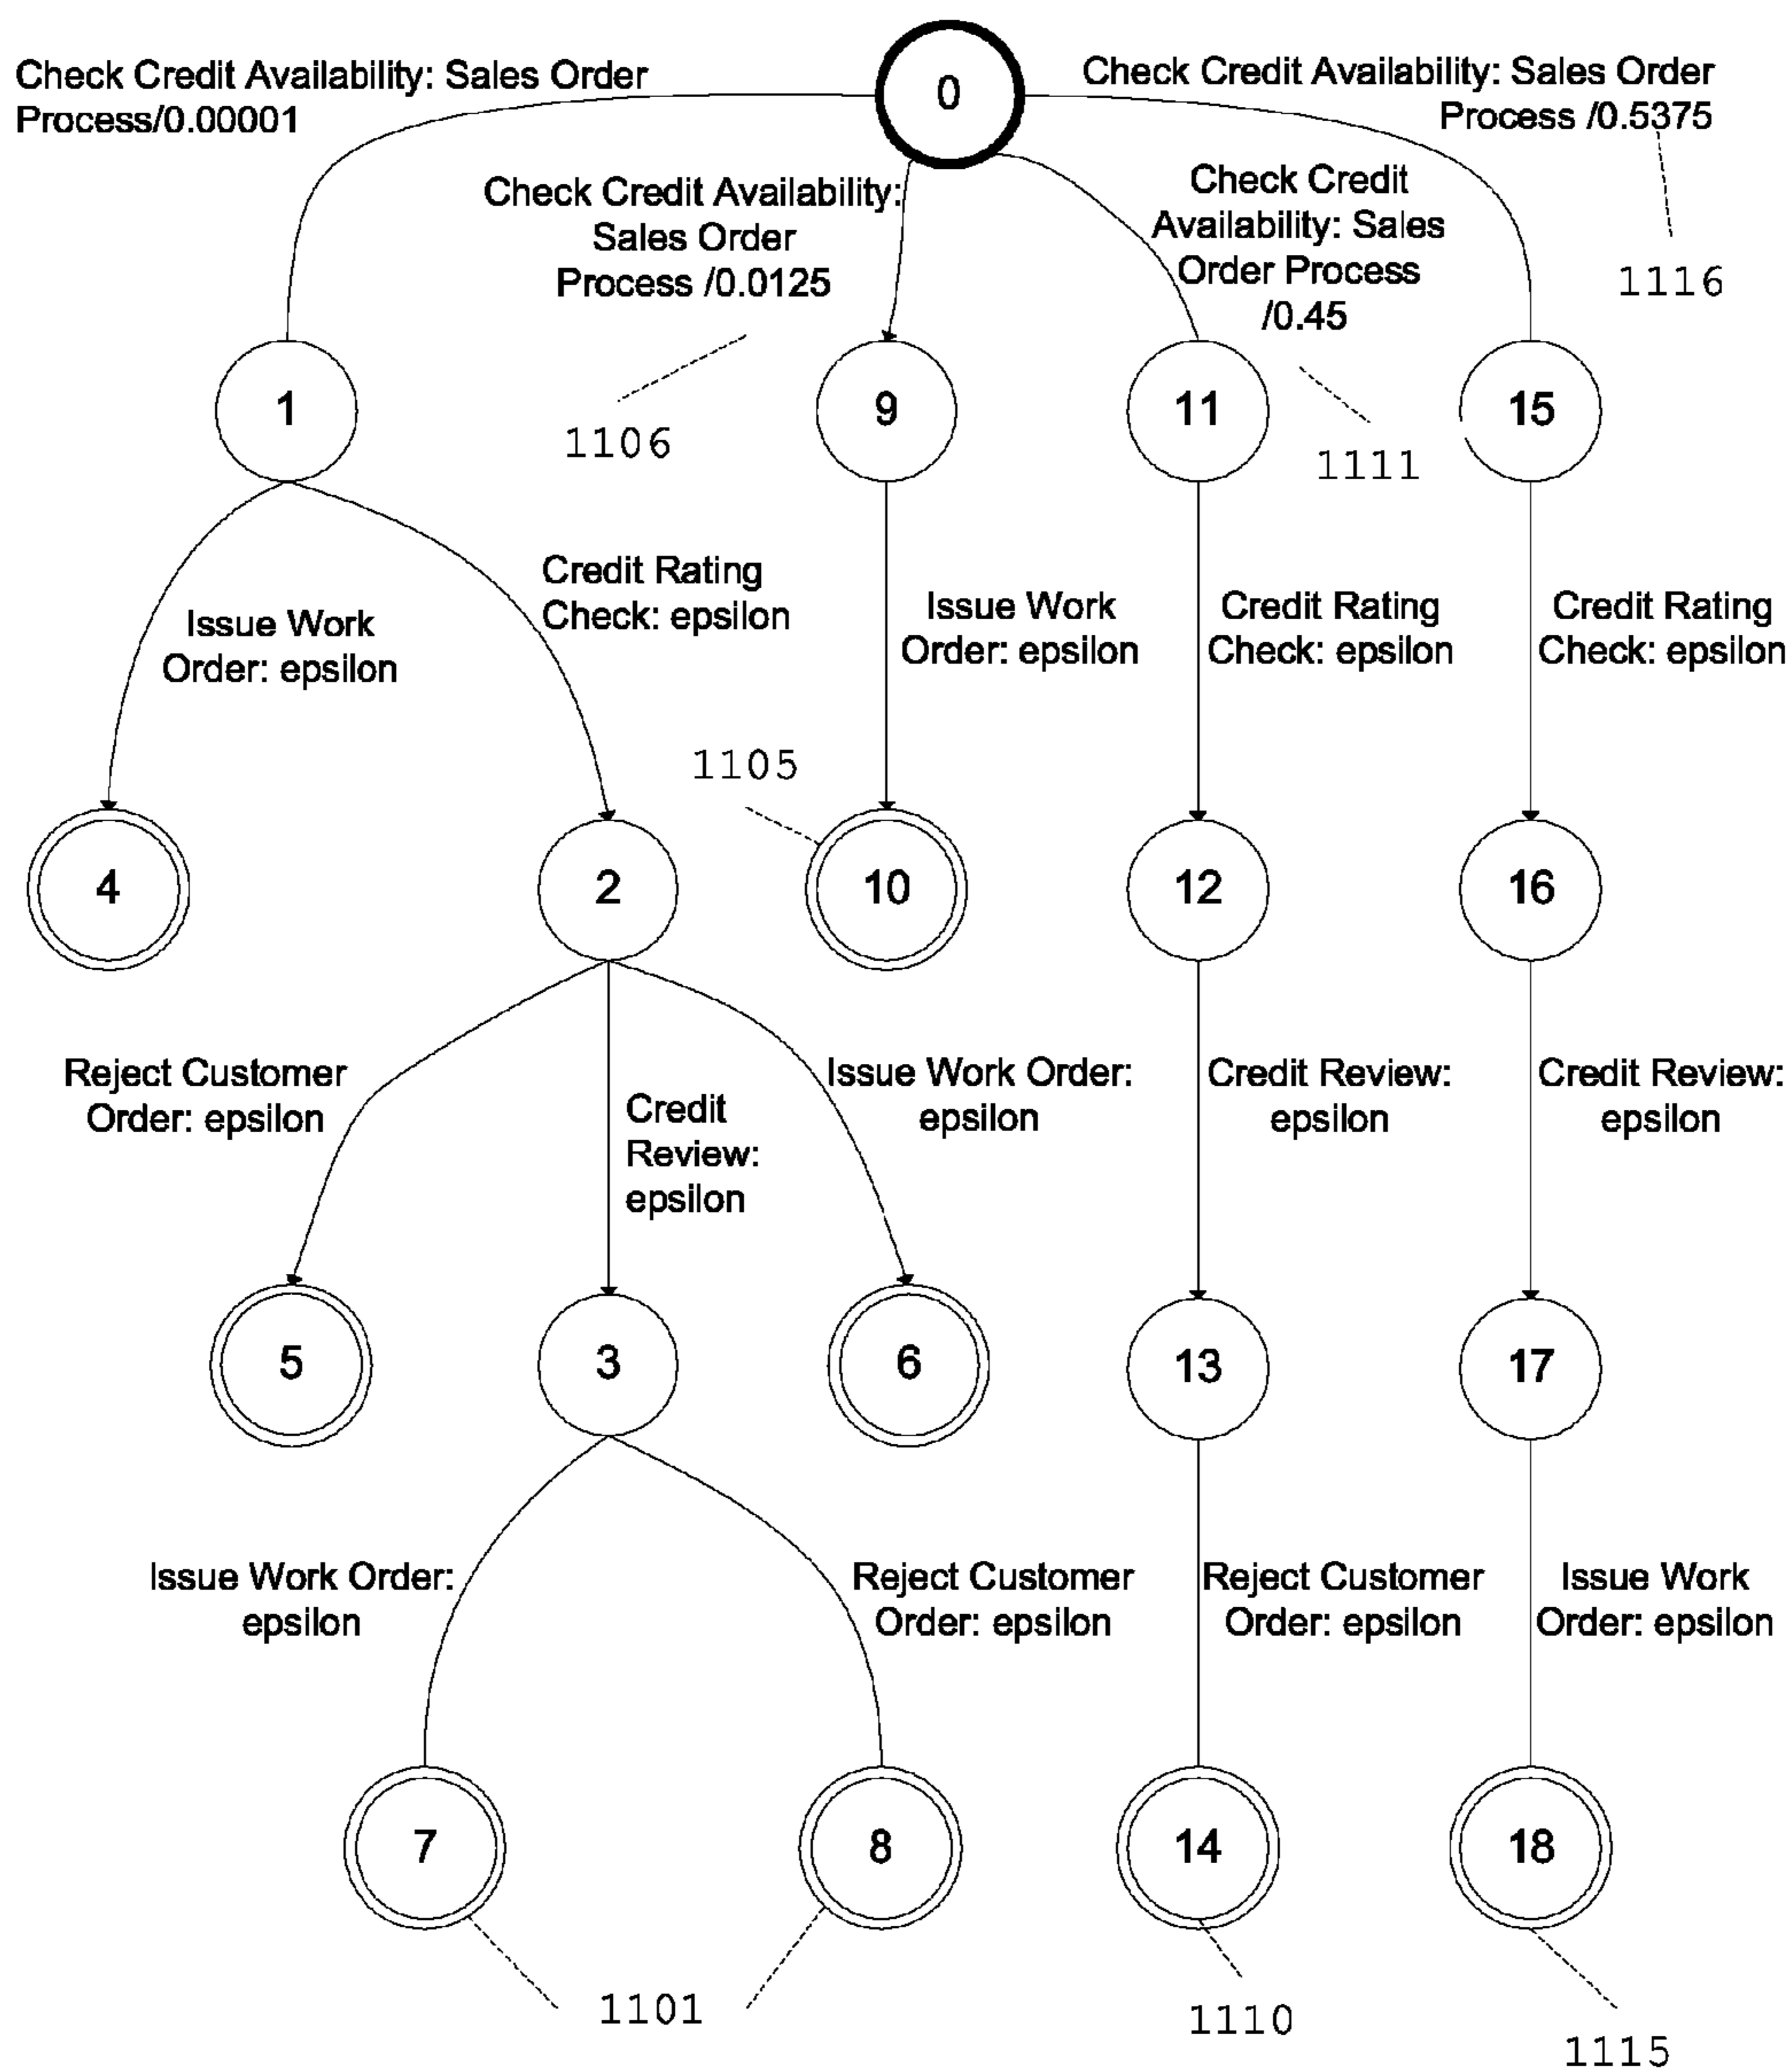 0
Check Credit Availability: Sales Order
Process/0.00001
Check Credit Availability: Sales Order
Process /0.5375
Check Credit Availability:
Sales Order
Process /0.0125
Check Credit
Availability: Sales
Order Process
/0.45
1116
1106
1111
1
9
11
15
Issue Work
Order: epsilon
Credit Rating
Check: epsilon
Issue Work
Order: epsilon
Credit Rating
Check: epsilon
Credit Rating
Check: epsilon
1105
4
2
10
12
16
Reject Customer
Order: epsilon
Credit
Review:
epsilon
Issue Work Order:
epsilon
Credit Review:
epsilon
Credit Review:
epsilon
5
3
6
13
17
Issue Work Order:
epsilon
Reject Customer
Order: epsilon
Reject Customer
Order: epsilon
Issue Work
Order: epsilon
7
8
14
18
1101
1110
1115